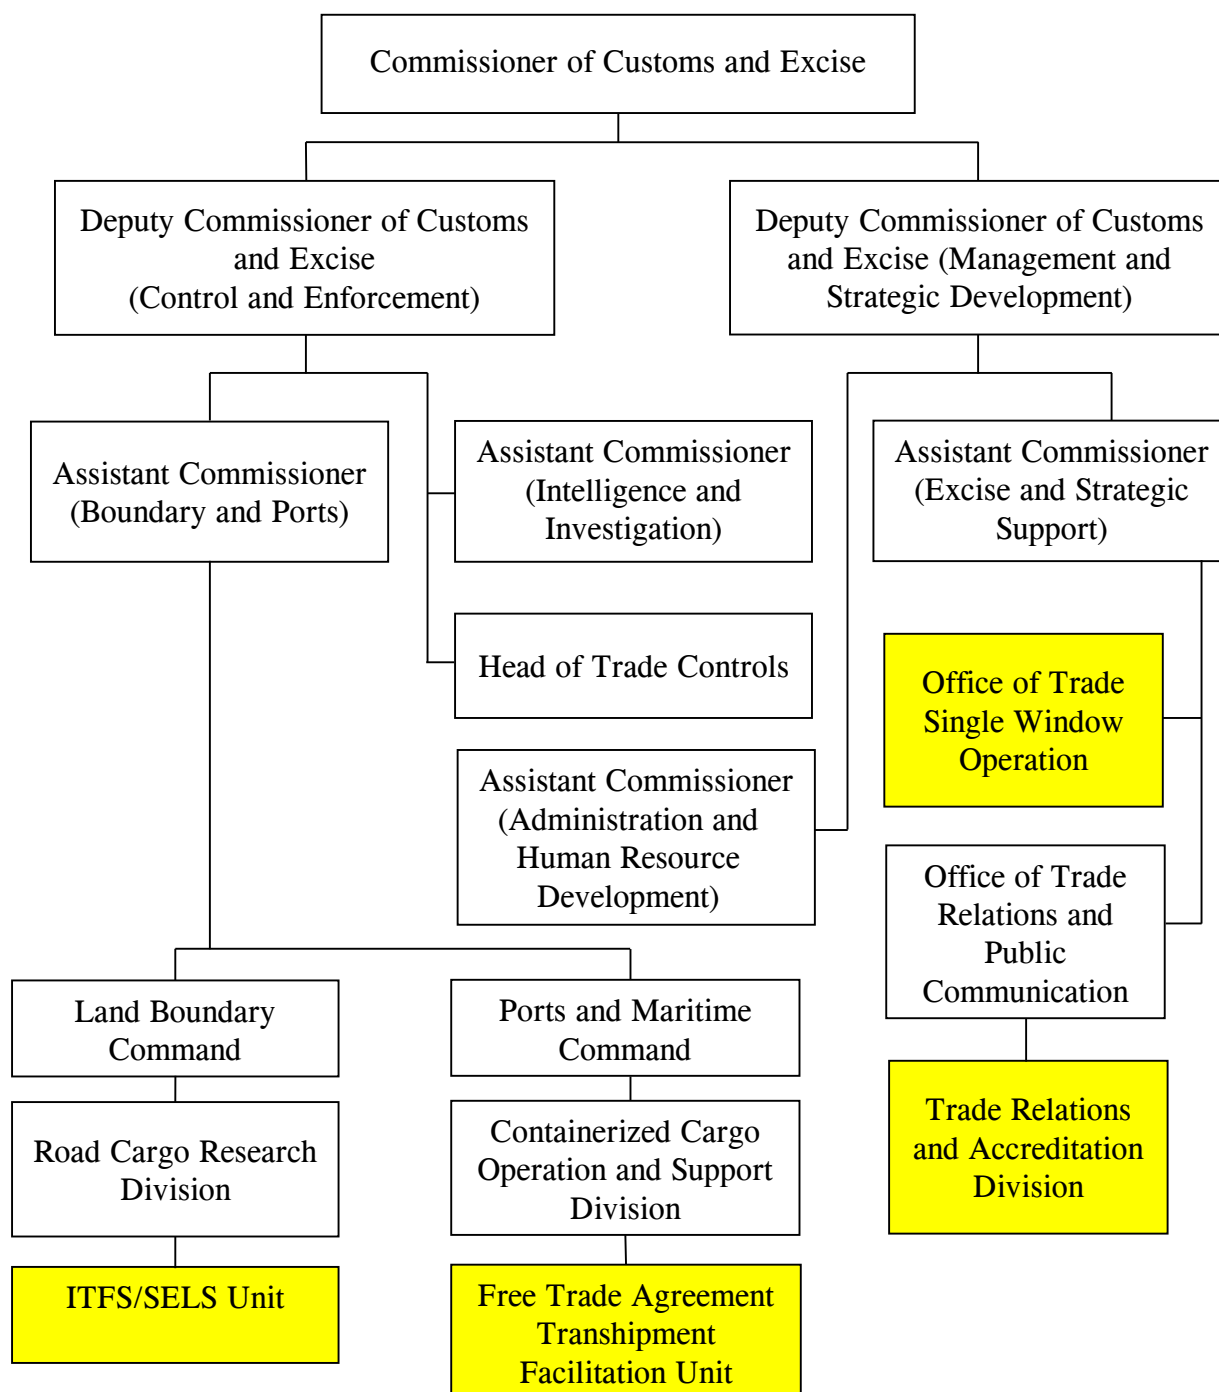 Commissioner of Customs and Excise
Deputy Commissioner of Customs
and Excise
(Control and Enforcement)
Deputy Commissioner of Customs
and Excise (Management and
Strategic Development)
Assistant Commissioner
(Boundary and Ports)
Assistant Commissioner
(Intelligence and
Investigation)
Assistant Commissioner
(Excise and Strategic
Support)
Head of Trade Controls
Office of Trade
Single Window
Operation
Assistant Commissioner
(Administration and
Human Resource
Development)
Office of Trade
Relations and
Public
Communication
Land Boundary
Command
Ports and Maritime
Command
Trade Relations
and Accreditation
Division
Road Cargo Research
Division
Containerized Cargo
Operation and Support
Division
ITFS/SELS Unit
Free Trade Agreement
Transhipment
Facilitation Unit